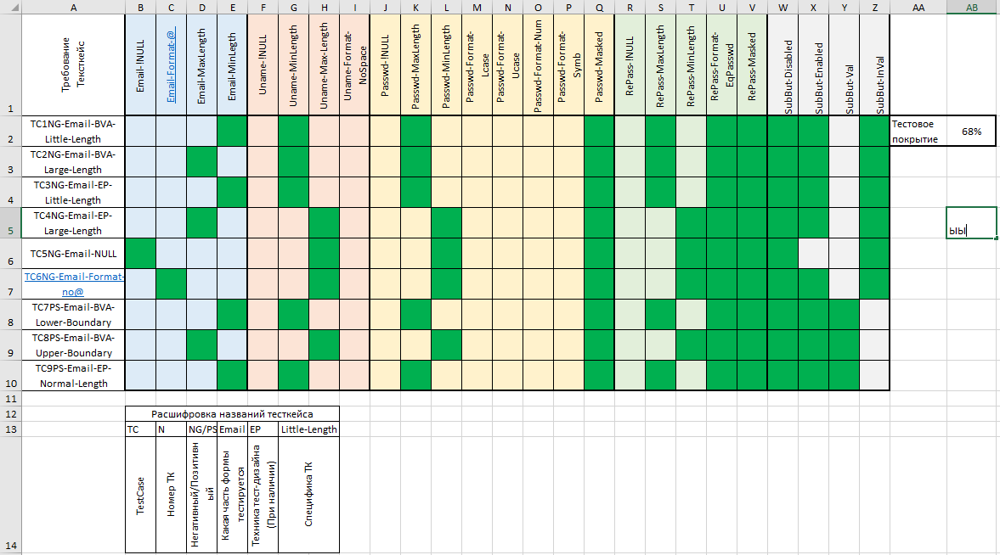 A B C D E F G H I J K L M N O P Q R S T U V W X Y Z AA AB
Требование
Тексткейс
Email-!NULL
Email-Format-@
Email-MaxLength
Email-MinLegth
Uname-!NULL
Uname-MinLength
Uname-Max-Length
Uname-Format-
NoSpace
Passwd-!NULL
Passwd-MaxLength
Passwd-MinLength
Passwd-Format-
Lcase
Passwd-Format-
Ucase
Passwd-Format-Num
Passwd-Format-
Symb
Passwd-Masked
RePass-!NULL
RePass-MaxLength
RePass-MinLength
RePass-Format-
EqPasswd
RePass-Masked
SubBut-Disabled
SubBut-Enabled
SubBut-Val
SubBut-InVal
1
TC1NG-Email-BVA-
Little-Length
2
Тестовое
покрытие
68%
TC2NG-Email-BVA-
Large-Length
3
TC3NG-Email-EP-
Little-Length
4
TC4NG-Email-EP-
Large-Length
5
ЫЫ
TC5NG-Email-NULL
6
TC6NG-Email-Format-
no@
7
TC7PS-Email-BVA-
Lower-Boundary
8
TC8PS-Email-BVA-
Upper-Boundary
9
TC9PS-Email-EP-
Normal-Length
10
11
12 Расшифровка названий тесткейса
13 TC N NG/PS Email EP Little-Length
TestCase
Номер ТК
Негативный/Позитивн
ый
Какая часть формы
тестируется
Техника тест-дизайна
(При наличии)
Специфика ТК
14